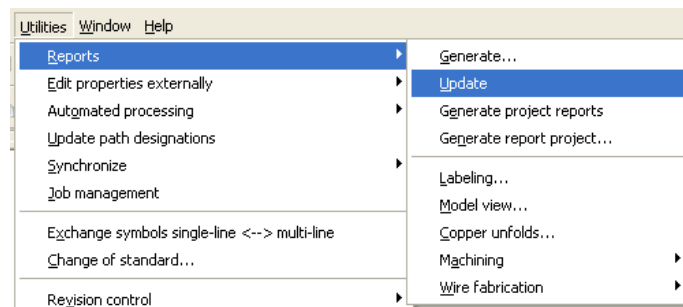 Utilities Window Help
Reports
Edit properties externally
Automated processing
Update path designations
Synchronize
Job management
Exchange symbols single-line <--> multi-line
Change of standard...
Revision control
Generate...
Update
Generate project reports
Generate report project...
Labeling...
Model view...
Copper unfolds...
Machining
Wire fabrication